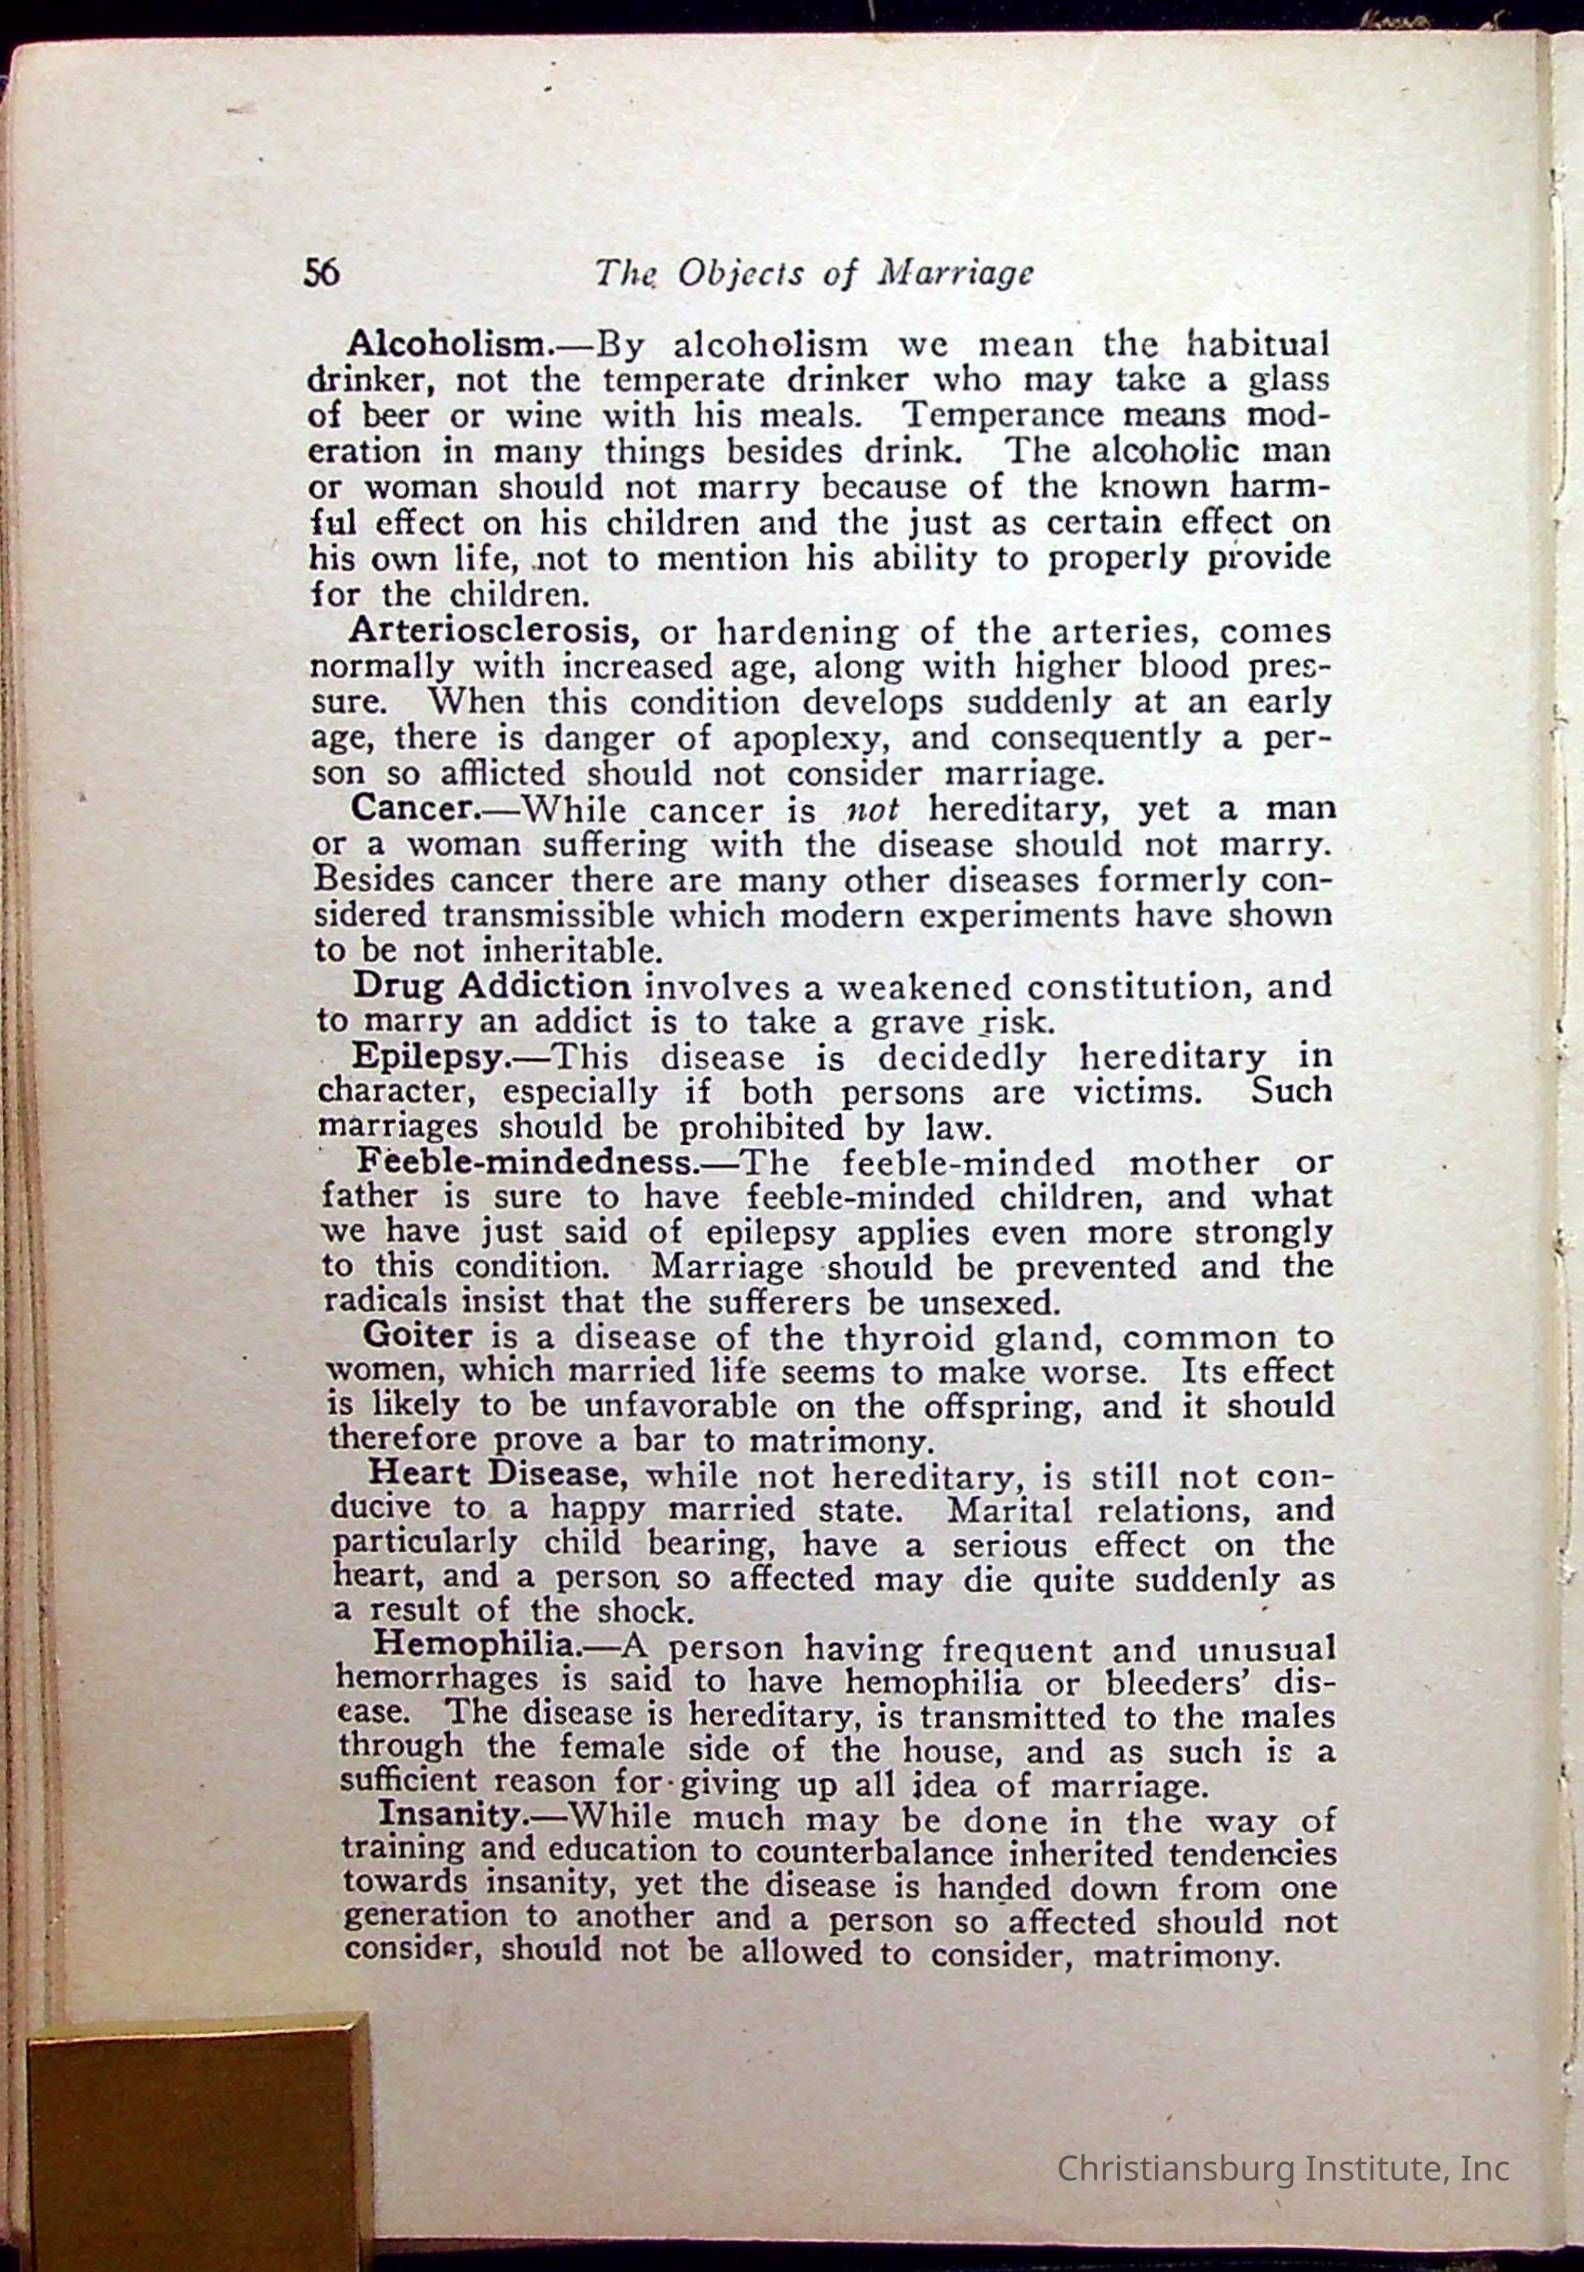 56 The Objects of Marriage
Alcoholism.—By alcoholism we mean the habitual
drinker, not the temperate drinker who may take a glass
of beer or wine with his meals. Temperance means mod-
eration in many things besides drink. The alcoholic man
or woman should not marry because of the known harm-
ful effect on his children and the just as certain effect on
his own life, not to mention his ability to properly provide
for the children.
Arteriosclerosis, or hardening of the arteries, comes
normally with increased age, along with higher blood pres-
sure. When this condition develops suddenly at an early
age, there is danger of apoplexy, and consequently a per-
son so afflicted should not consider marriage.
Cancer.—While cancer is not hereditary, yet a man
or a woman suffering with the disease should not marry.
Besides cancer there are many other diseases formerly con-
sidered transmissible which modern experiments have shown
to be not inheritable.
Drug Addiction involves a weakened constitution, and
to marry an addict is to take a grave risk.
Epilepsy.—This disease is decidedly hereditary in
character, especially if both persons are victims. Such
marriages should be prohibited by law.
Feeble-mindedness.—The feeble-minded mother or
father is sure to have feeble-minded children, and what
we have just said of epilepsy applies even more strongly
to this condition. Marriage should be prevented and the
radicals insist that the sufferers be unsexed.
Goiter is a disease of the thyroid gland, common to
women, which married life seems to make worse. Its effect
is likely to be unfavorable on the offspring, and it should
therefore prove a bar to matrimony.
Heart Disease, while not hereditary, is still not con-
ducive to a happy married state. Marital relations, and
particularly child bearing, have a serious effect on the
heart, and a person so affected may die quite suddenly as
a result of the shock.
Hemophilia.—A person having frequent and unusual
hemorrhages is said to have hemophilia or bleeders' dis-
ease. The disease is hereditary, is transmitted to the males
through the female side of the house, and as such is a
sufficient reason for giving up all idea of marriage.
Insanity.—While much may be done in the way of
training and education to counterbalance inherited tendencies
towards insanity, yet the disease is handed down from one
generation to another and a person so affected should not
consider, should not be allowed to consider, matrimony.
Christiansburg Institute, Inc